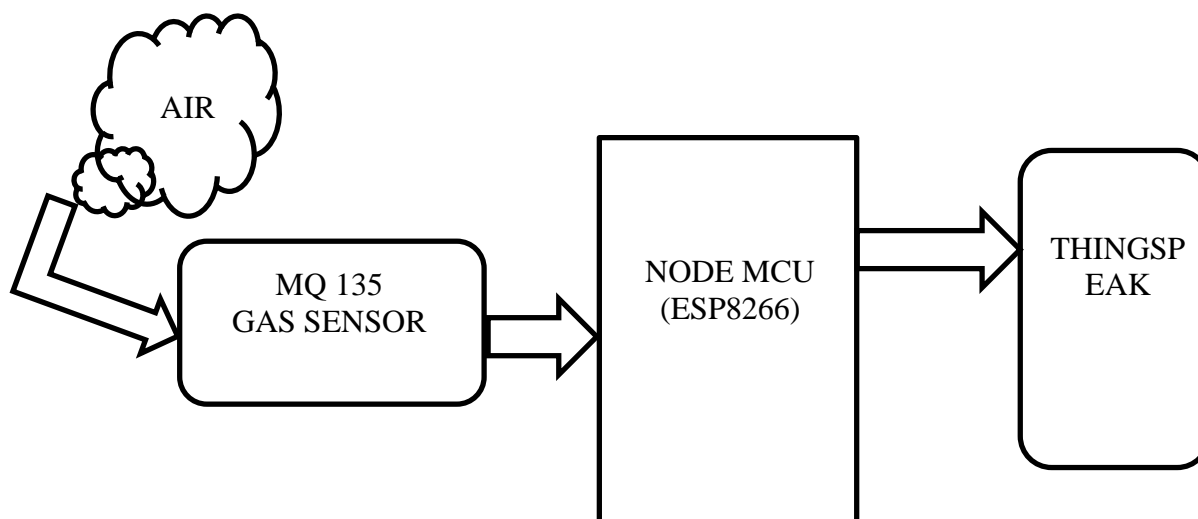 AIR
MQ 135
GAS SENSOR
NODE MCU
(ESP8266)
THINGSP
EAK